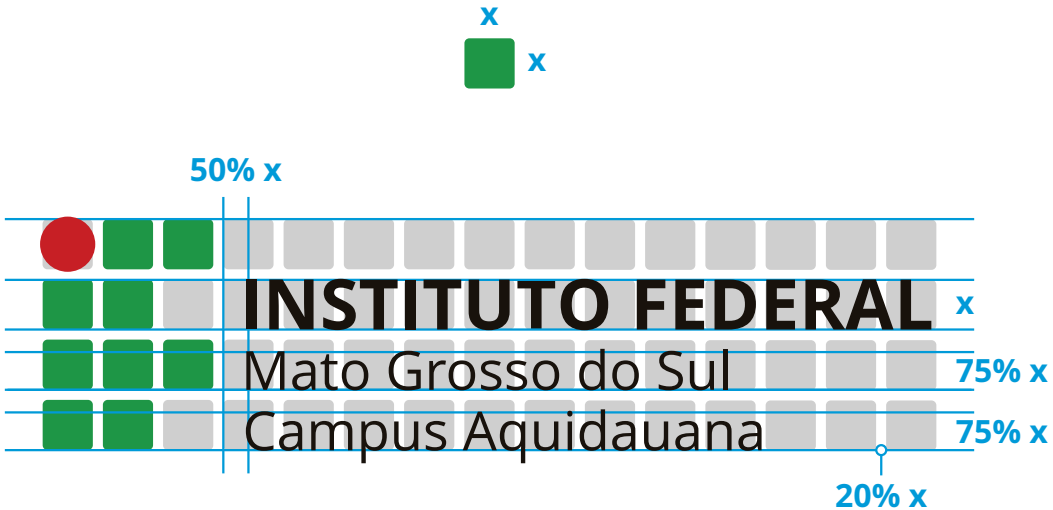 x
x
50% x
INSTITUTO FEDERAL
x
Mato Grosso do Sul
75% x
Campus Aquidauana
75% x
20% x